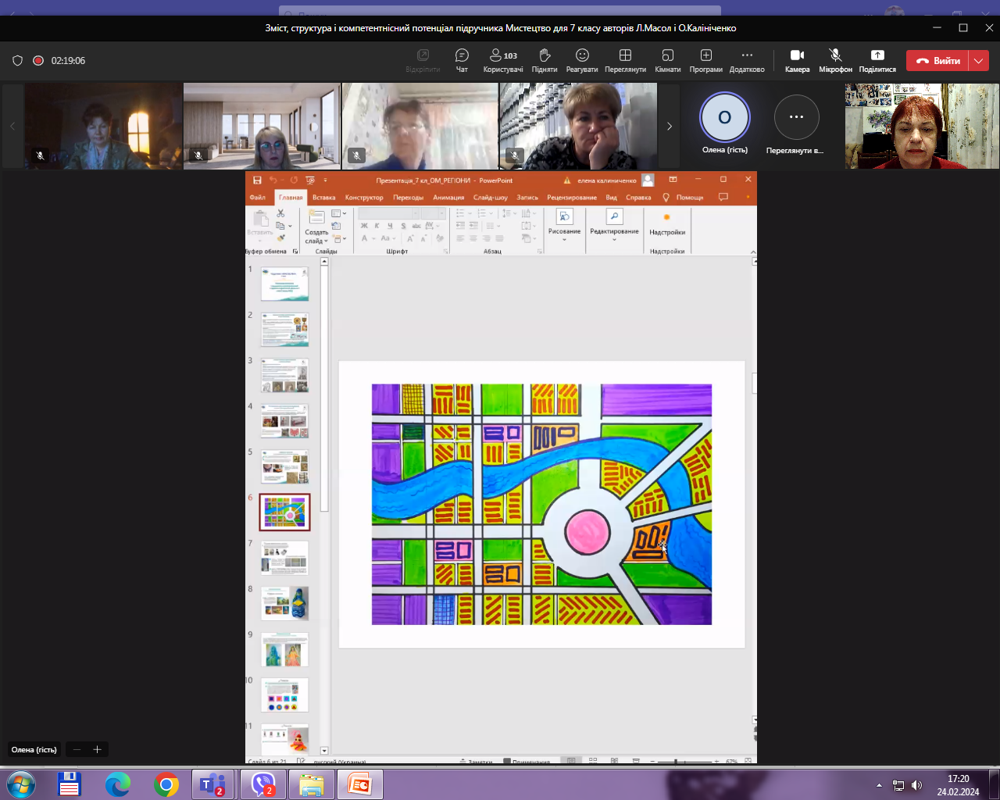 Зміст, структура і компетентнісний потенціал підручника Мистецтво для 7 класу авторів Л.Масол і О.Калініченко
02:19:06
Відкріпити
Чат
103
Користувачі
Підняти
Реагувати
Переглянути
Кімнати
Програми
Додатково
Камера
Мікрофон
Поділитися
Вийти
О
Олена (гість)
Переглянути в...
Презентація_7 кл_ОМ_РЕГІОНИ - PowerPoint
елена калиниченко
Файл
Главная
Вставка
Конструктор
Переходы
Анимация
Слайд-шоу
Запись
Рецензирование
Вид
Справка
Помощн
Вставить
Создать
слайд
Рисование
Редактирование
Надстройки
Буфер обмена
Слайды
Шрифт
Абзац
Надстройки
1
2
3
4
5
6
7
8
9
10
11
Слайд 6 из 21
русский (Украина)
Заметки
Примечания
67%
Олена (гість)
2
2
17:20
24.02.2024